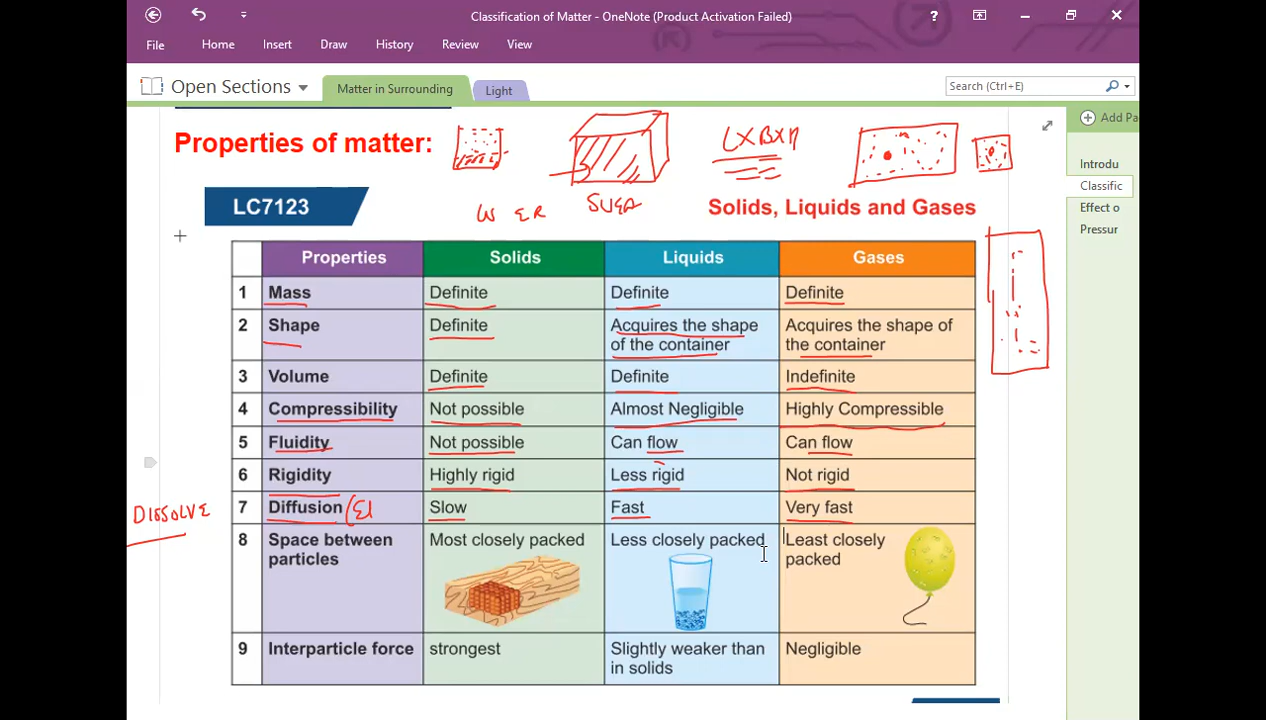 Classification of Matter - OneNote (Product Activation Failed)
?
File Home Insert Draw History Review View
Open Sections Matter in Surrounding Light Search (Ctrl+E)
Add Pa
Introdu
Classific
Effect o
Pressur
Properties of matter:
LXBXH
LC7123
Solids, Liquids and Gases
Properties Solids Liquids Gases
1 Mass Definite Definite Definite
2 Shape Definite Acquires the shape Acquires the shape of
of the container the container
3 Volume Definite Definite Indefinite
4 Compressibility Not possible Almost Negligible Highly Compressible
5 Fluidity Not possible Can flow Can flow
6 Rigidity Highly rigid Less rigid Not rigid
7 Diffusion Slow Fast Very fast
DISSOLVE
8 Space between Most closely packed Less closely packed Least closely
particles packed
9 Interparticle force strongest Slightly weaker than Negligible
in solids